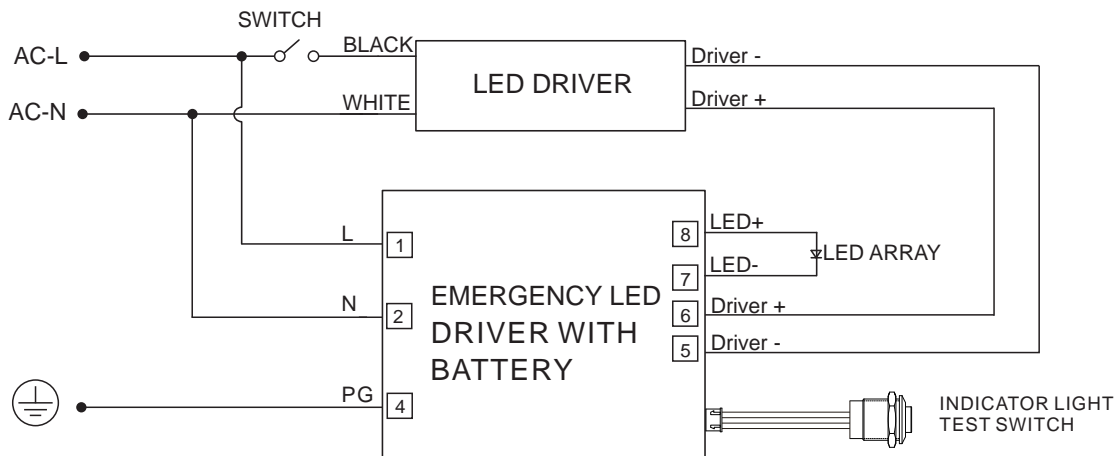 SWITCH
AC-L
BLACK
LED DRIVER
Driver -
AC-N
WHITE
Driver +
L
1
8
LED+
LED ARRAY
7
LED-
N
2
EMERGENCY LED
DRIVER WITH
BATTERY
6
Driver +
5
Driver -
PG
4
INDICATOR LIGHT
TEST SWITCH